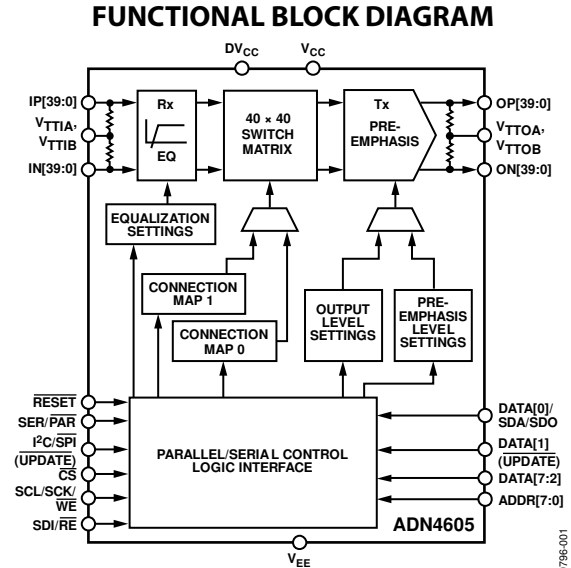 FUNCTIONAL BLOCK DIAGRAM
DVCC
VCC
IP[39:0]
VTTIA,
VTTIB
IN[39:0]
Rx
EQ
40 × 40
SWITCH
MATRIX
Tx
PRE-
EMPHASIS
OP[39:0]
VTTOA,
VTTOB
ON[39:0]
EQUALIZATION
SETTINGS
CONNECTION
MAP 1
CONNECTION
MAP 0
OUTPUT
LEVEL
SETTINGS
PRE-
EMPHASIS
LEVEL
SETTINGS
RESET
SER/PAR
I2C/SPI
(UPDATE)
CS
SCL/SCK/
WE
SDI/RE
PARALLEL/SERIAL CONTROL
LOGIC INTERFACE
DATA[0]/
SDA/SDO
DATA[1]
(UPDATE)
DATA[7:2]
ADDR[7:0]
ADN4605
VEE